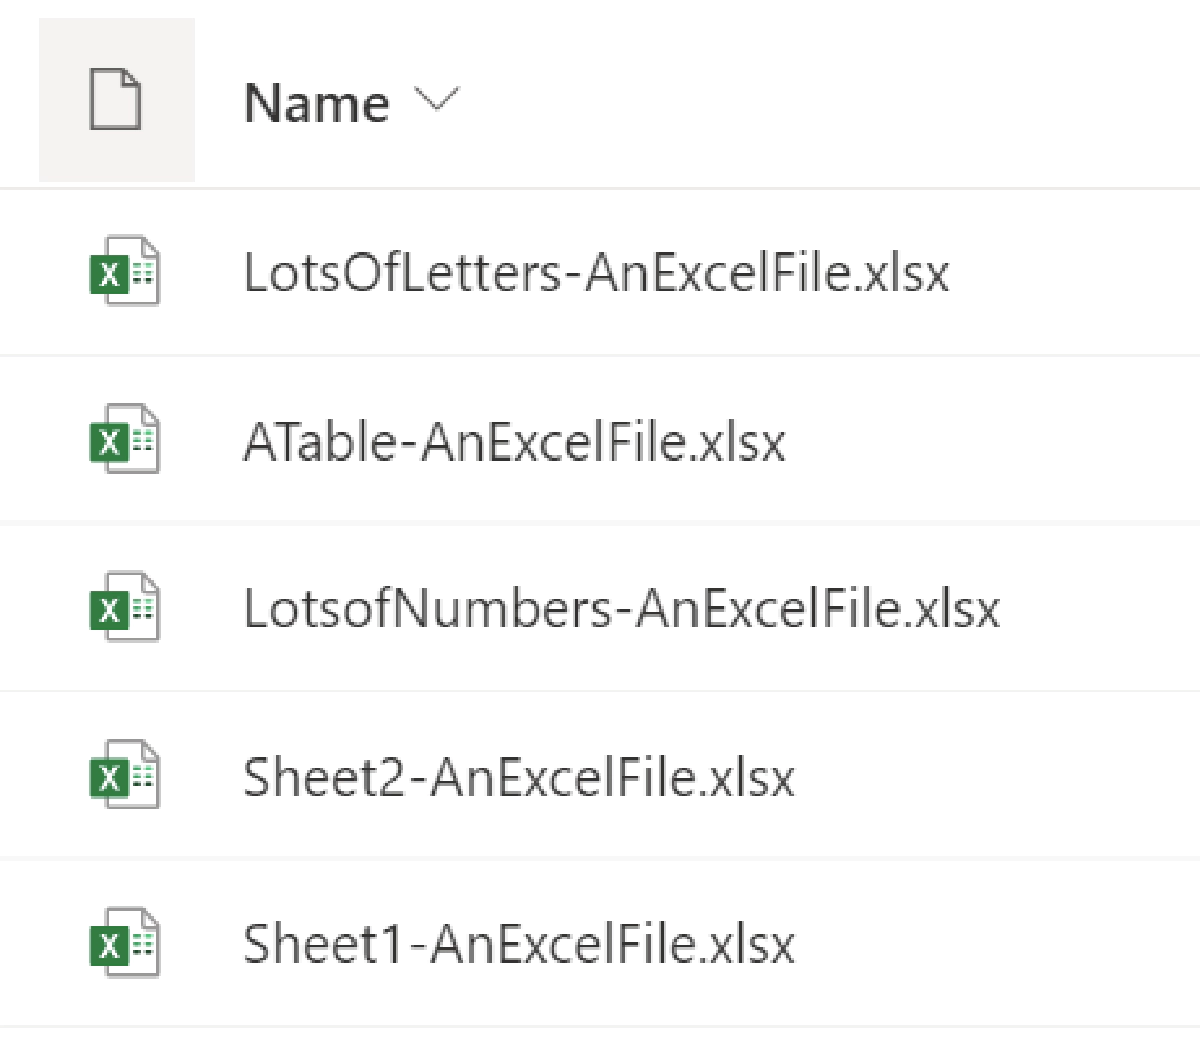 Name
LotsOfLetters-AnExcelFile.xlsx
ATable-AnExcelFile.xlsx
LotsofNumbers-AnExcelFile.xlsx
Sheet2-AnExcelFile.xlsx
Sheet1-AnExcelFile.xlsx